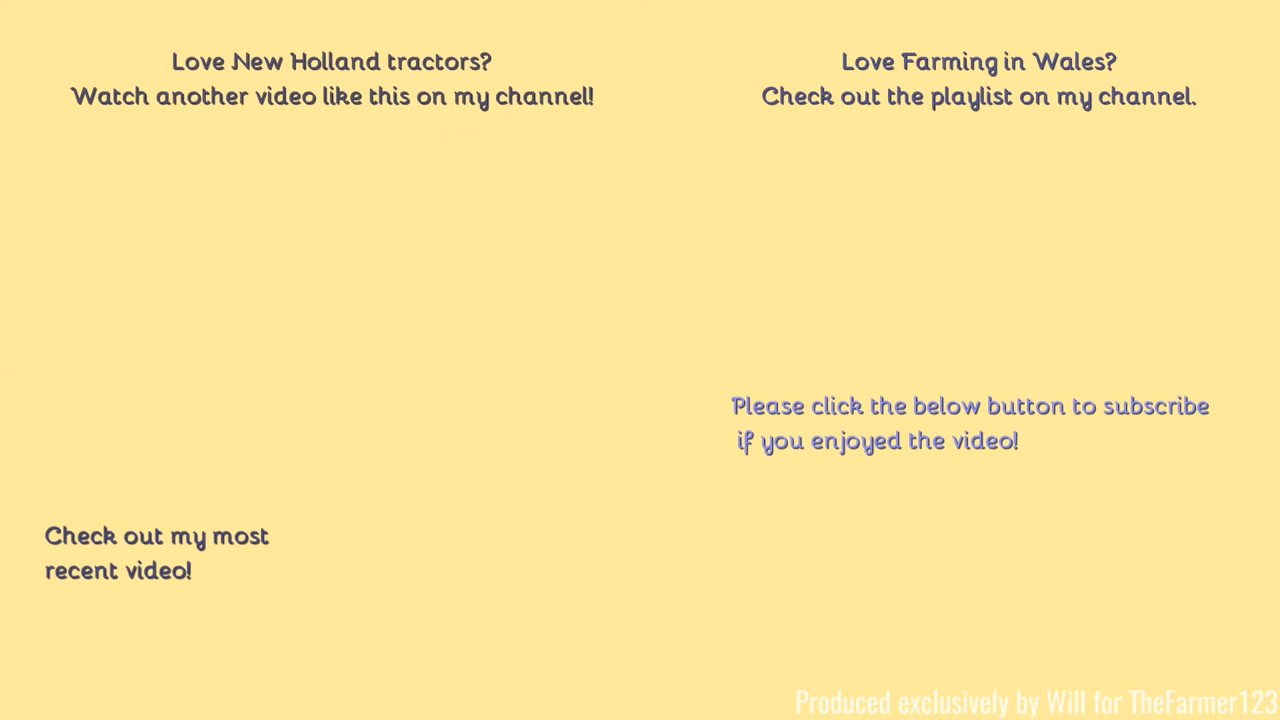 Love New Holland tractors?
Watch another video like this on my channel!
Love Farming in Wales?
Check out the playlist on my channel.
Please click the below button to subscribe
if you enjoyed the video!
Check out my most
recent video!
Produced exclusively by Will for TheFarmer123